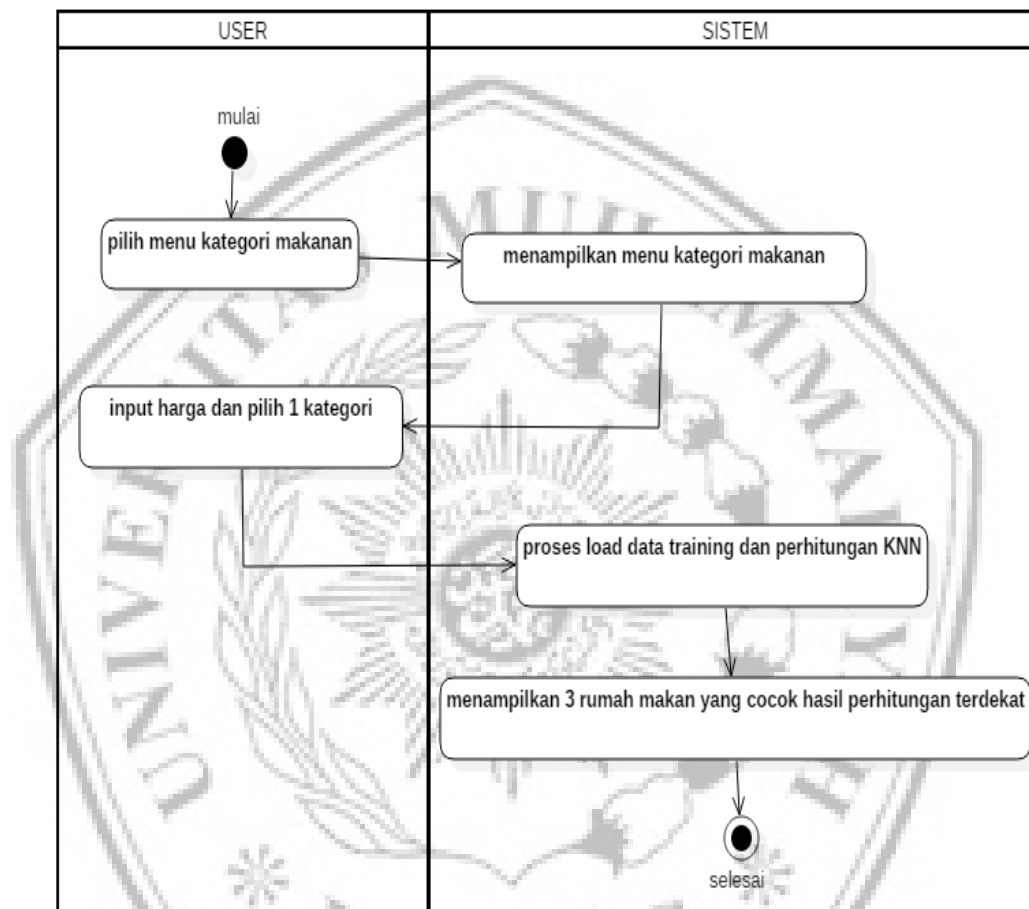 USER
SISTEM
mulai
pilih menu kategori makanan
menampilkan menu kategori makanan
input harga dan pilih 1 kategori
proses load data training dan perhitungan KNN
menampilkan 3 rumah makan yang cocok hasil perhitungan terdekat
selesai